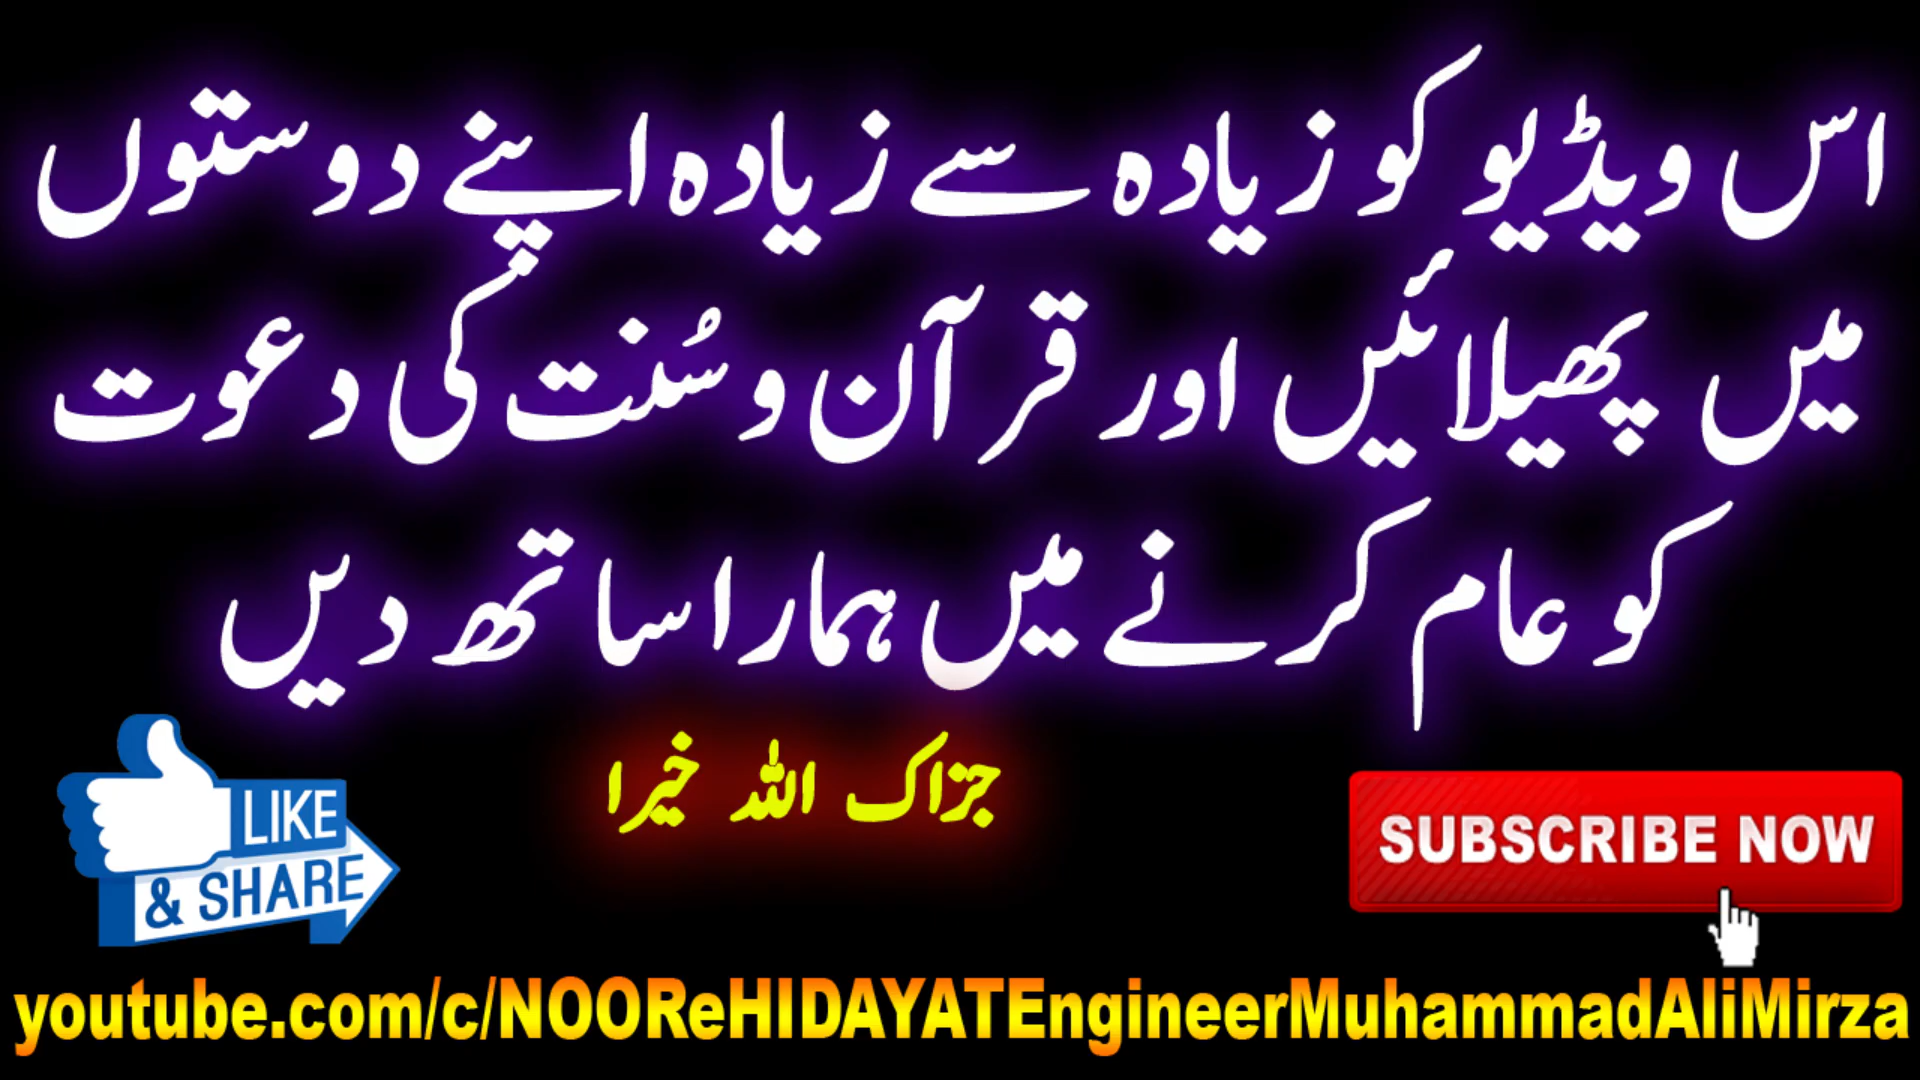 اس ویڈیو کو زیادہ سے زیادہ اپنے دوستوں
میں پھیلائیں اور قرآن و سُنت کی دعوت
کو عام کرنے میں ہمارا ساتھ دیں
جزاک اللہ خیرا
LIKE
& SHARE
SUBSCRIBE NOW
youtube.com/c/NOOReHIDAYATEngineerMuhammadAliMirza